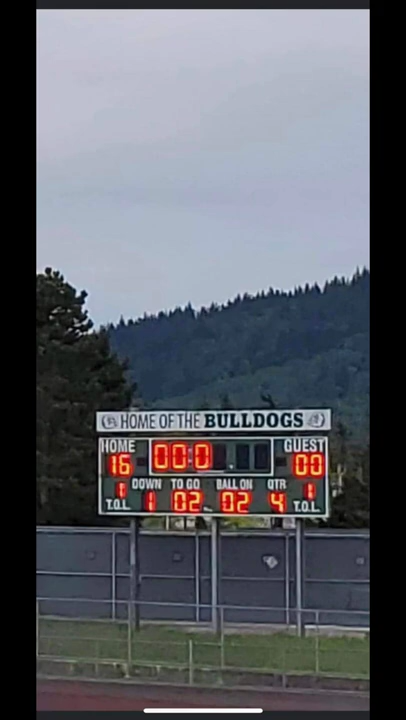 HOME OF THE BULLDOGS
HOME 00:0 GUEST
16 00
DOWN TO GO BALL ON QTR
1 1 02 02 4 1
T.O.L. T.O.L.